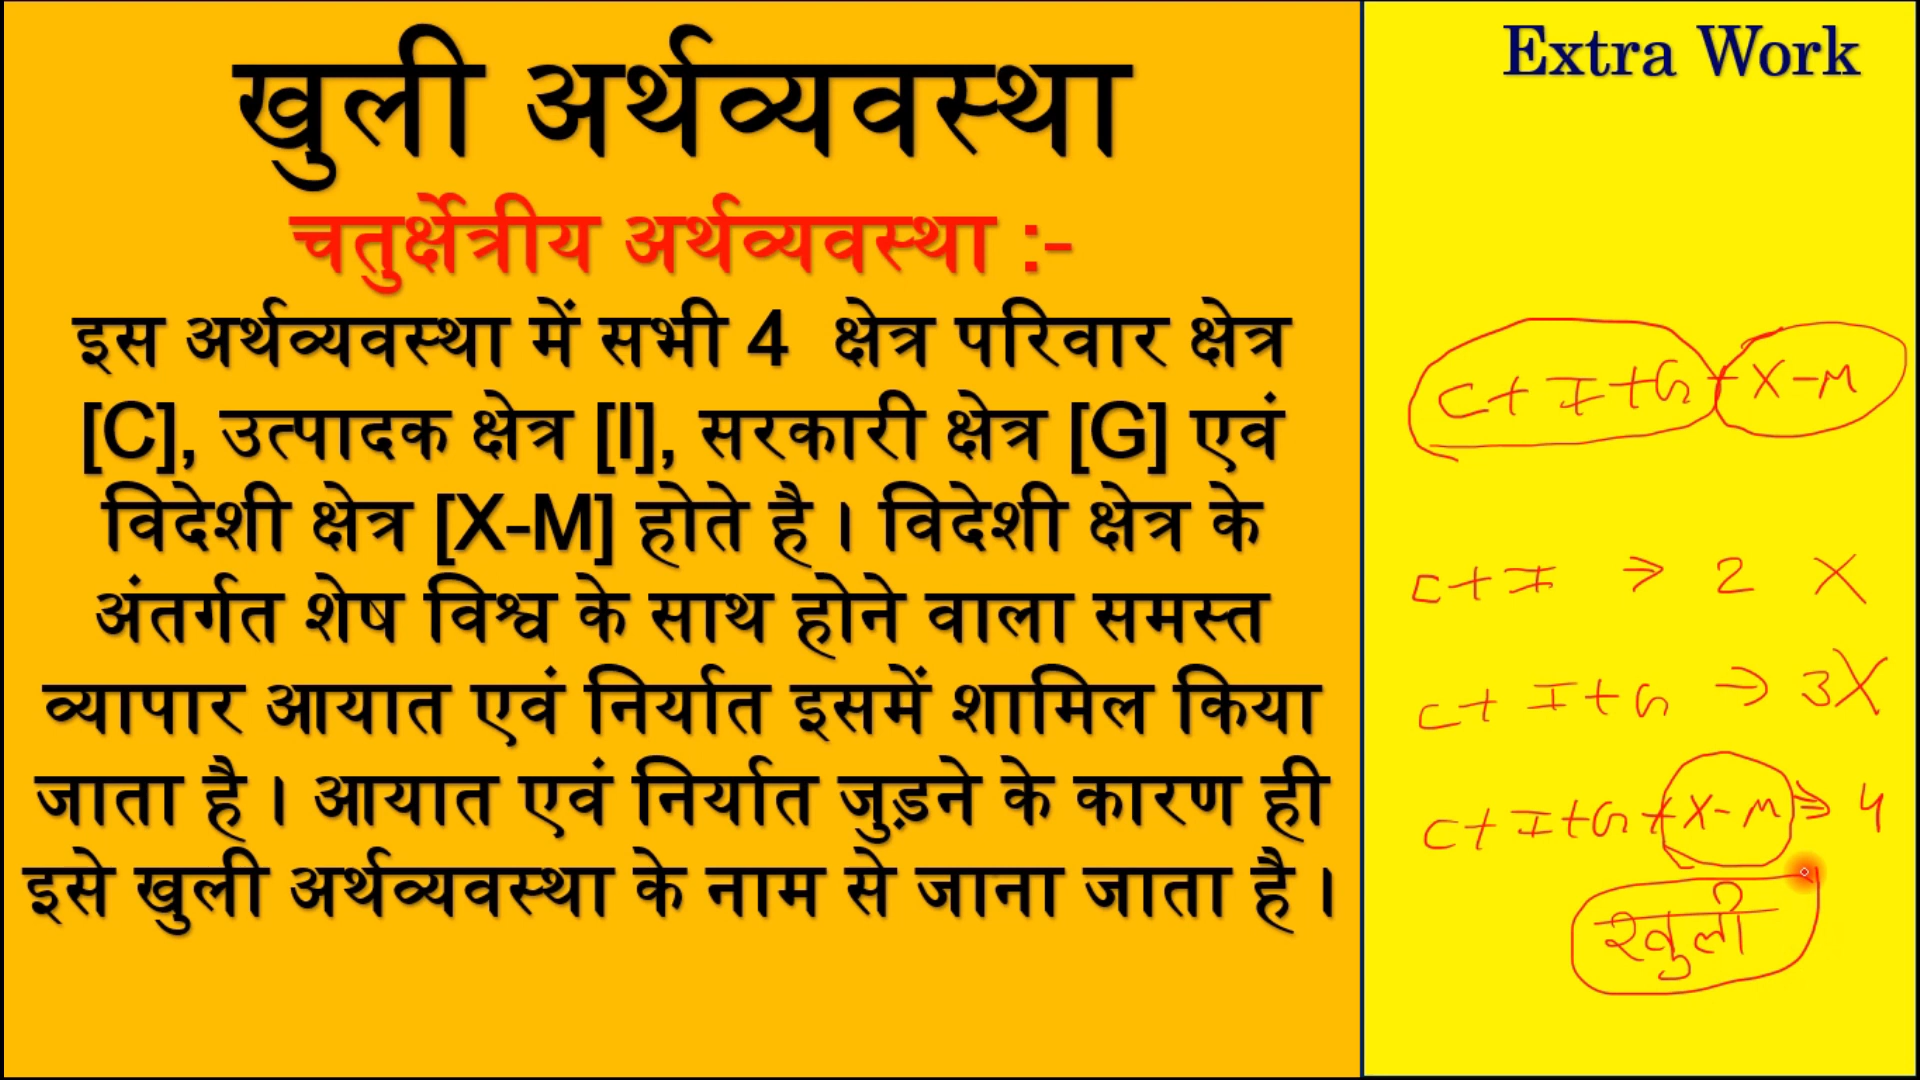 खुली अर्थव्यवस्था
चतुर्क्षेत्रीय अर्थव्यवस्था :-
इस अर्थव्यवस्था में सभी 4 क्षेत्र परिवार क्षेत्र
[C], उत्पादक क्षेत्र [I], सरकारी क्षेत्र [G] एवं
विदेशी क्षेत्र [X-M] होते है । विदेशी क्षेत्र के
अंतर्गत शेष विश्व के साथ होने वाला समस्त
व्यापार आयात एवं निर्यात इसमें शामिल किया
जाता है । आयात एवं निर्यात जुड़ने के कारण ही
इसे खुली अर्थव्यवस्था के नाम से जाना जाता है ।
Extra Work
C+I+G+X-M
C+I ⇒ 2 X
C+I+G ⇒ 3X
C+I+G+X-M ⇒ 4
खुली